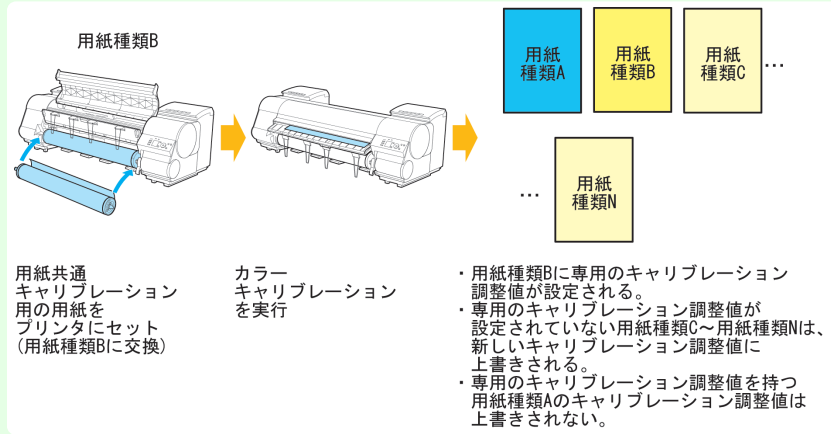 用紙種類B
用紙
種類A
用紙
種類B
用紙
種類C
…
…
用紙
種類N
用紙共通
キャリブレーション
用の用紙を
プリンタにセット
(用紙種類Bに交換)
カラー
キャリブレーション
を実行
・用紙種類Bに専用のキャリブレーション
調整値が設定される。
・専用のキャリブレーション調整値が
設定されていない用紙種類C～用紙種類Nは、
新しいキャリブレーション調整値に
上書きされる。
・専用のキャリブレーション調整値を持つ
用紙種類Aのキャリブレーション調整値は
上書きされない。